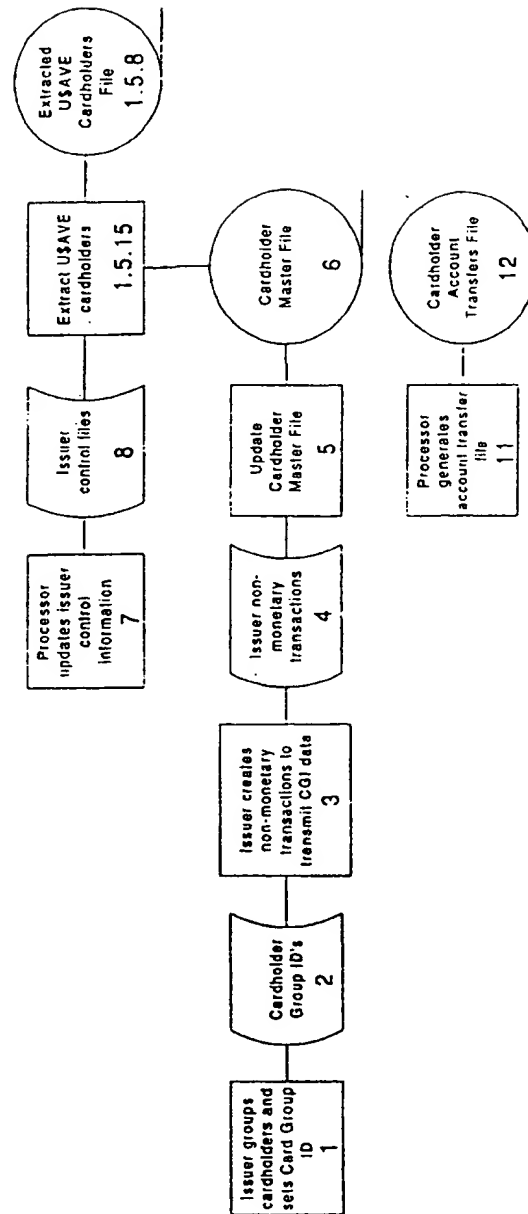 Processor
updates issuer
control
information
7
Issuer
control files
8
Extract U$AVE
cardholders
1.5.15
Extracted
U$AVE
Cardholders
File
1.5.8
Issuer groups
cardholders and
sets Card Group
ID
1
Cardholder
Group ID's
2
Issuer creates
non-monetary
transactions to
transmit CGI data
3
Issuer non-
monetary
transactions
4
Update
Cardholder
Master File
5
Cardholder
Master File
6
Processor
generates
account transfer
file
11
Cardholder
Account
Transfers File
12